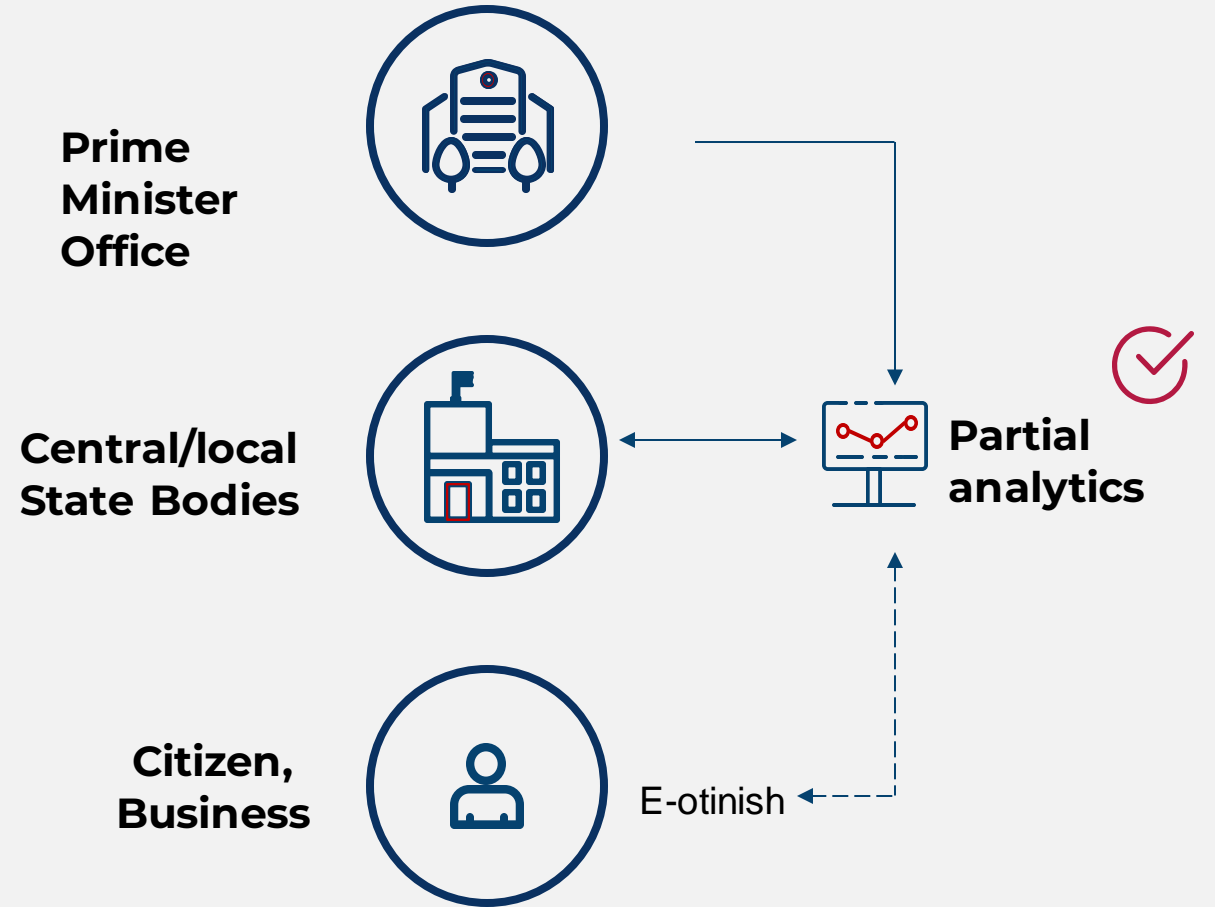 Prime
Minister
Office
Central/local
State Bodies
Partial
analytics
Citizen,
Business
E-otinish